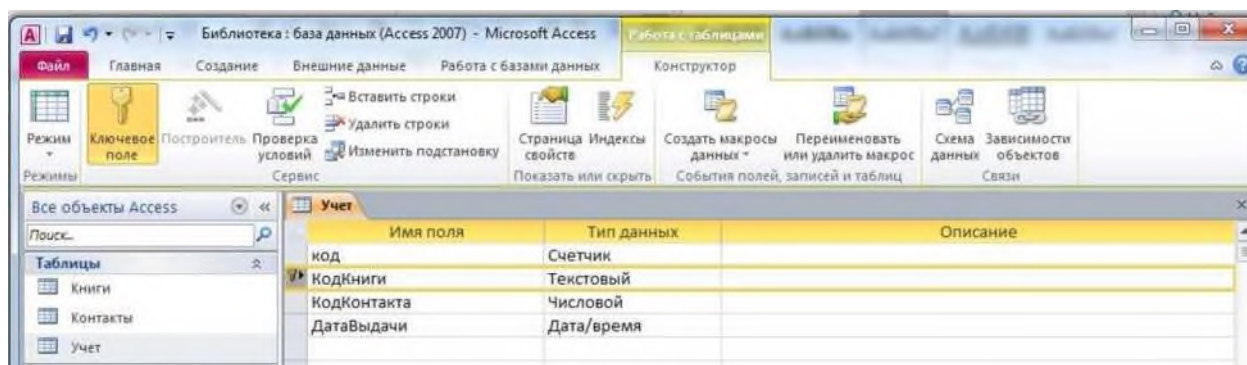 Библиотека : база данных (Access 2007) - Microsoft Access
Работа с таблицами
Файл Главная Создание Внешние данные Работа с базами данных Конструктор
Режим
Ключевое поле
Построитель
Проверка условий
Вставить строки
Удалить строки
Изменить подстановку
Страница свойств
Индексы
Создать макросы данных
Переименовать или удалить макрос
Схема данных
Зависимости объектов
Режимы Сервис Показать или скрыть События полей, записей и таблиц Связи
Все объекты Access
Поиск...
Таблицы
Книги
Контакты
Учет
Учет
Имя поля Тип данных Описание
код Счетчик
КодКниги Текстовый
КодКонтакта Числовой
ДатаВыдачи Дата/время